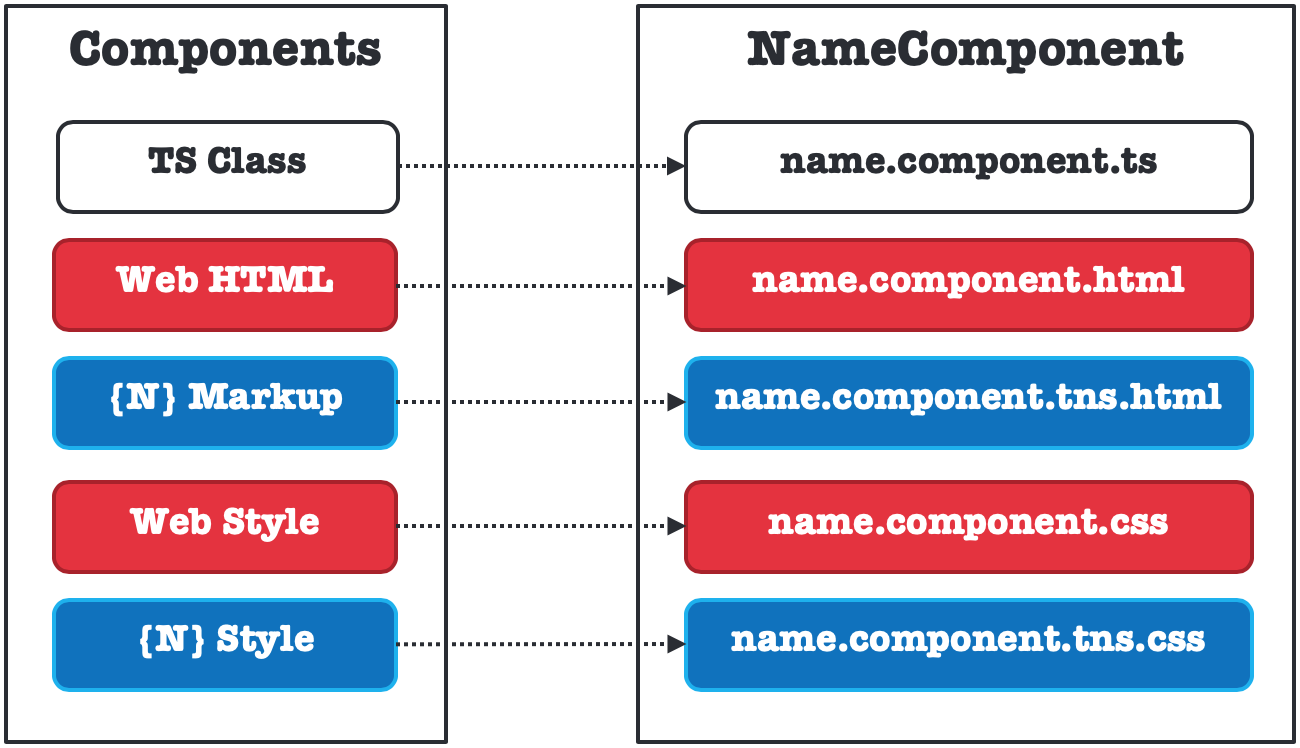 Components
NameComponent
TS Class
name.component.ts
Web HTML
name.component.html
{N} Markup
name.component.tns.html
Web Style
name.component.css
{N} Style
name.component.tns.css